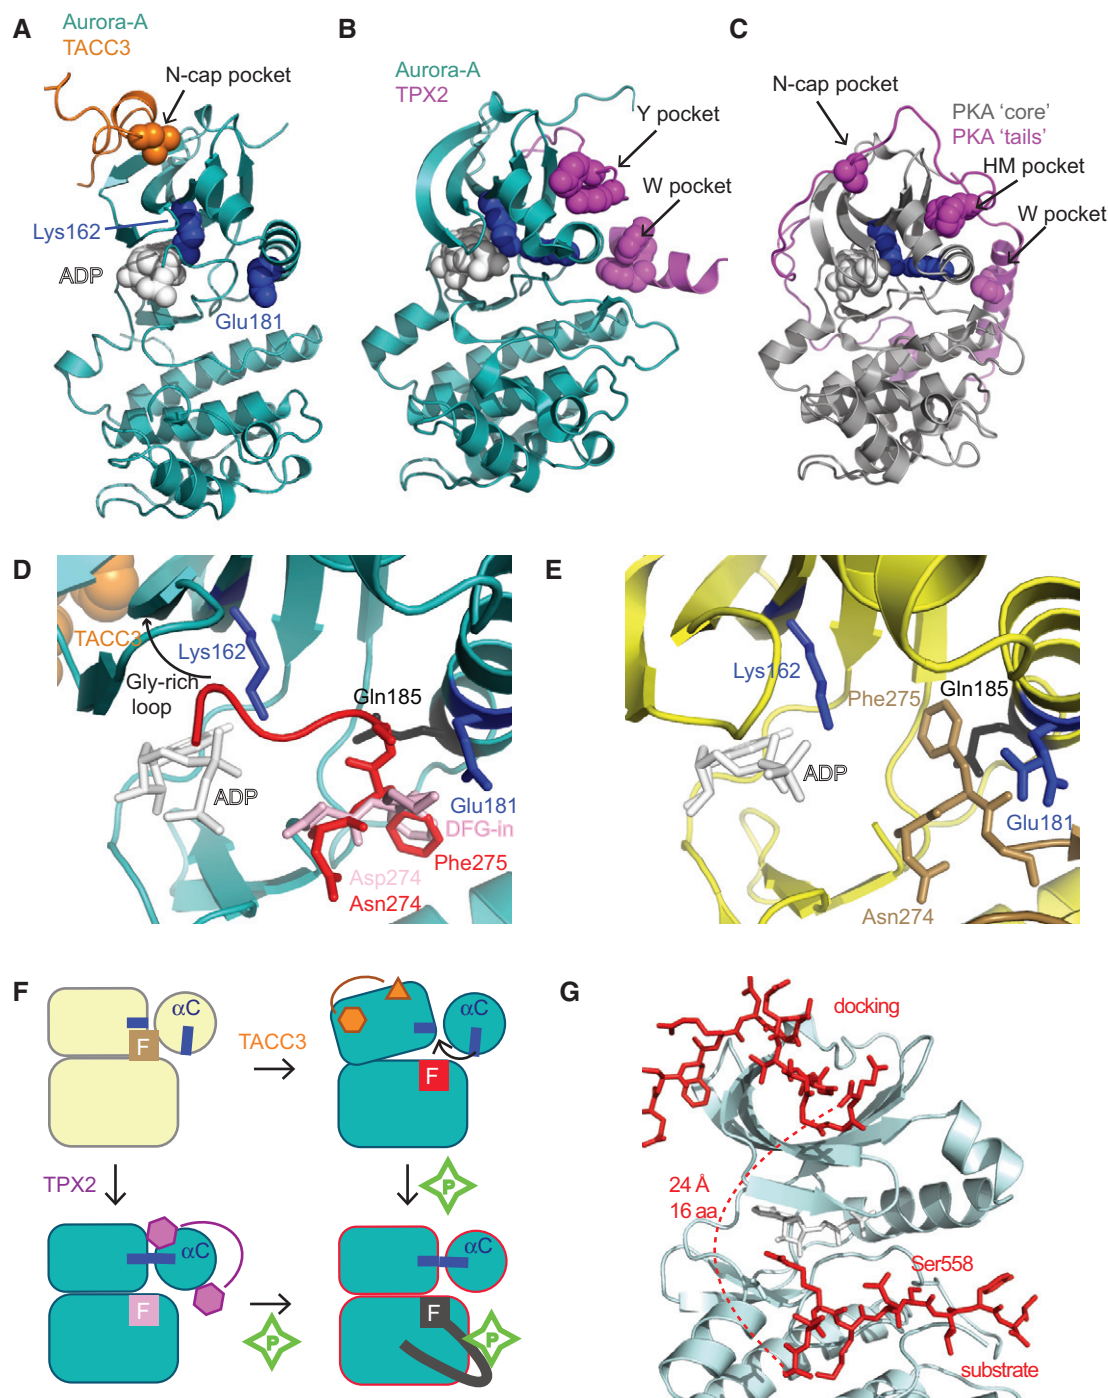 A
Aurora-A
TACC3
N-cap pocket
Lys162
ADP
Glu181
B
Aurora-A
TPX2
Y pocket
W pocket
C
N-cap pocket
PKA ‘core’
PKA ‘tails’
HM pocket
W pocket
D
TACC3
Lys162
Gly-rich
loop
Gln185
ADP
Glu181
DFG-in
Phe275
Asp274
Asn274
E
Lys162
Phe275
Gln185
ADP
Glu181
Asn274
F
αC
F
TACC3
αC
F
TPX2
P
αC
F
P
F
P
G
docking
24 Å
16 aa
Ser558
substrate